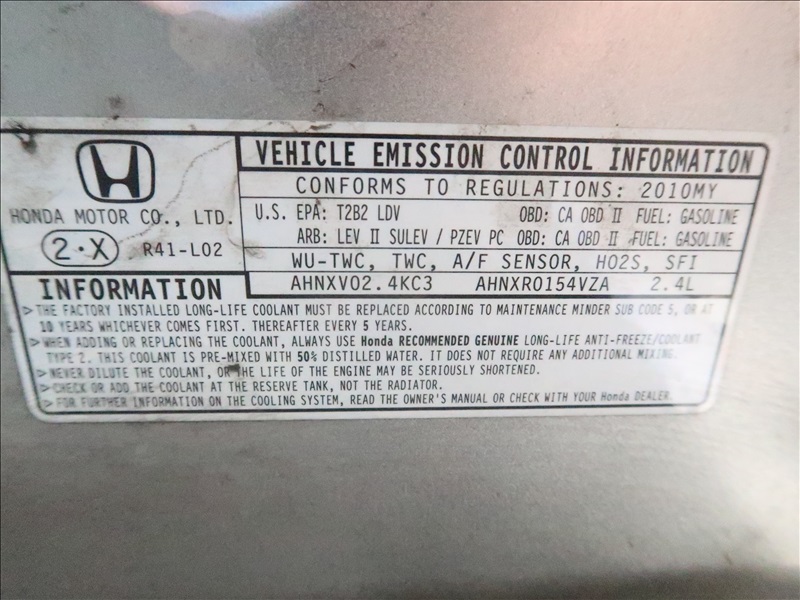 HONDA MOTOR CO., LTD.
2·X R41-L02
VEHICLE EMISSION CONTROL INFORMATION
CONFORMS TO REGULATIONS: 2010MY
U.S. EPA: T2B2 LDV OBD: CA OBD II FUEL: GASOLINE
ARB: LEV II SULEV / PZEV PC OBD: CA OBD II FUEL: GASOLINE
WU-TWC, TWC, A/F SENSOR, HO2S, SFI
AHNXV02.4KC3 AHNXR0154VZA 2.4L
INFORMATION
>THE FACTORY INSTALLED LONG-LIFE COOLANT MUST BE REPLACED ACCORDING TO MAINTENANCE MINDER SUB CODE 5, OR AT
10 YEARS WHICHEVER COMES FIRST. THEREAFTER EVERY 5 YEARS.
>WHEN ADDING OR REPLACING THE COOLANT, ALWAYS USE Honda RECOMMENDED GENUINE LONG-LIFE ANTI-FREEZE/COOLANT
TYPE 2. THIS COOLANT IS PRE-MIXED WITH 50% DISTILLED WATER. IT DOES NOT REQUIRE ANY ADDITIONAL MIXING.
>NEVER DILUTE THE COOLANT, OR THE LIFE OF THE ENGINE MAY BE SERIOUSLY SHORTENED.
>CHECK OR ADD THE COOLANT AT THE RESERVE TANK, NOT THE RADIATOR.
>FOR FURTHER INFORMATION ON THE COOLING SYSTEM, READ THE OWNER'S MANUAL OR CHECK WITH YOUR Honda DEALER.